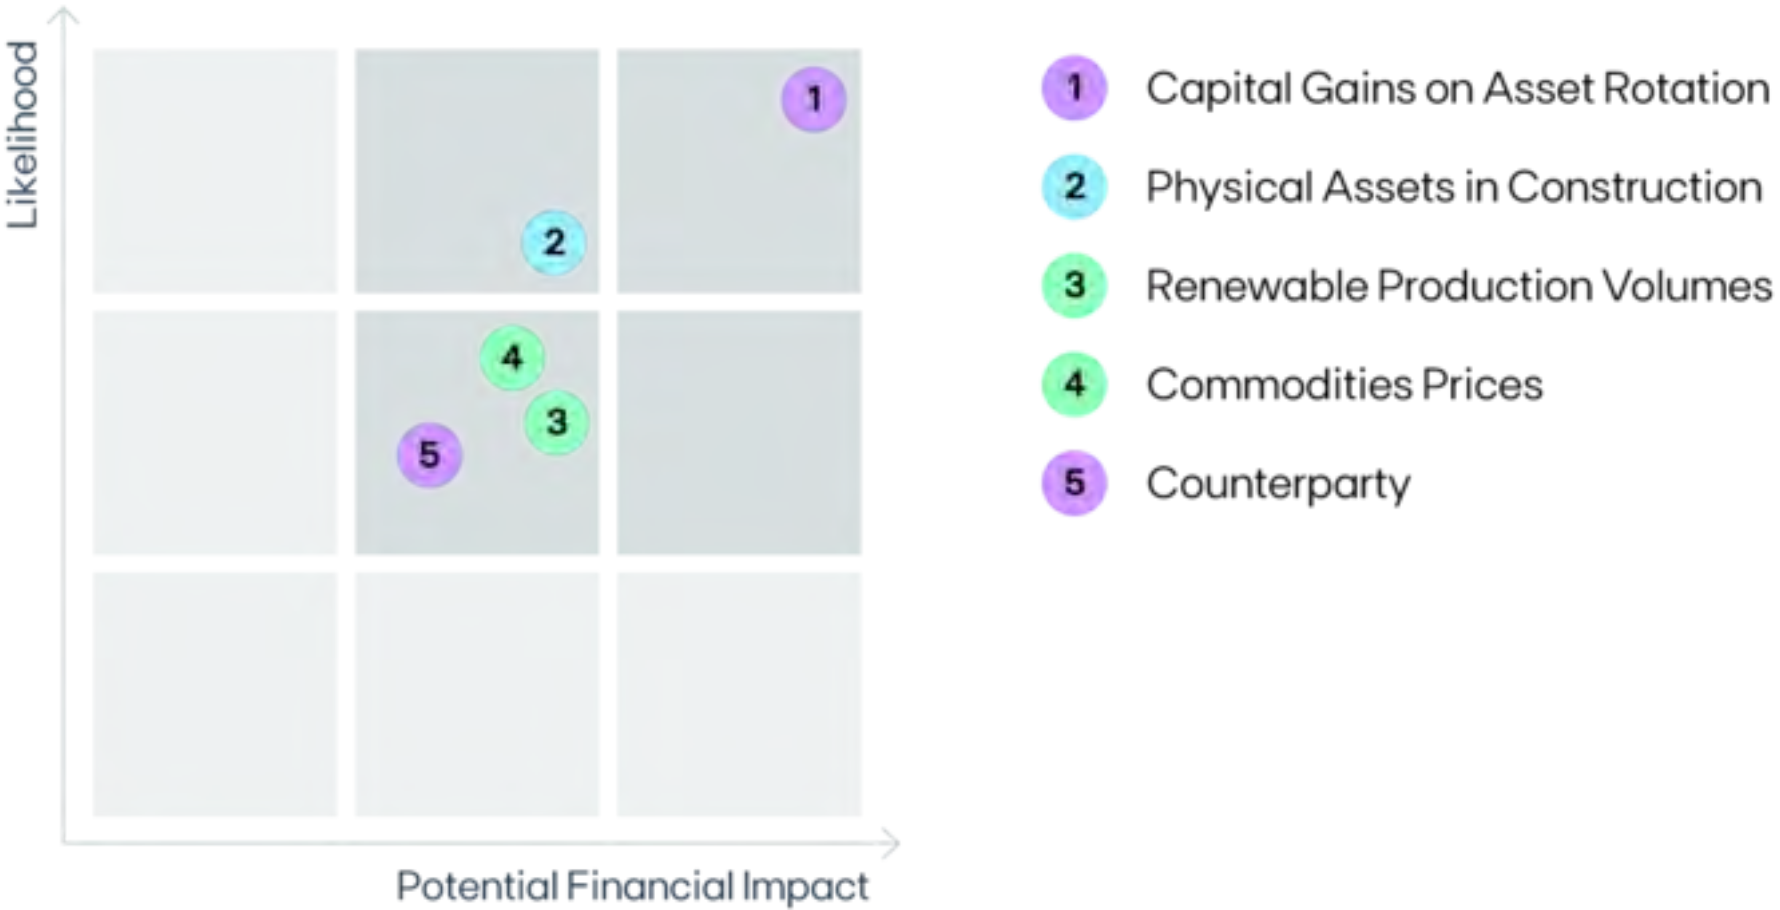 Likelihood
1
2
4
3
5
Potential Financial Impact
1 Capital Gains on Asset Rotation
2 Physical Assets in Construction
3 Renewable Production Volumes
4 Commodities Prices
5 Counterparty